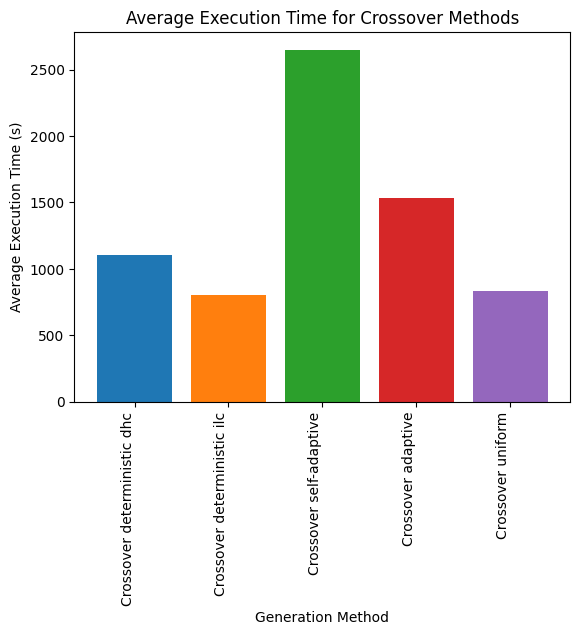 Average Execution Time for Crossover Methods
Average Execution Time (s)
2500
2000
1500
1000
500
0
Crossover deterministic dhc
Crossover deterministic ilc
Crossover self-adaptive
Crossover adaptive
Crossover uniform
Generation Method